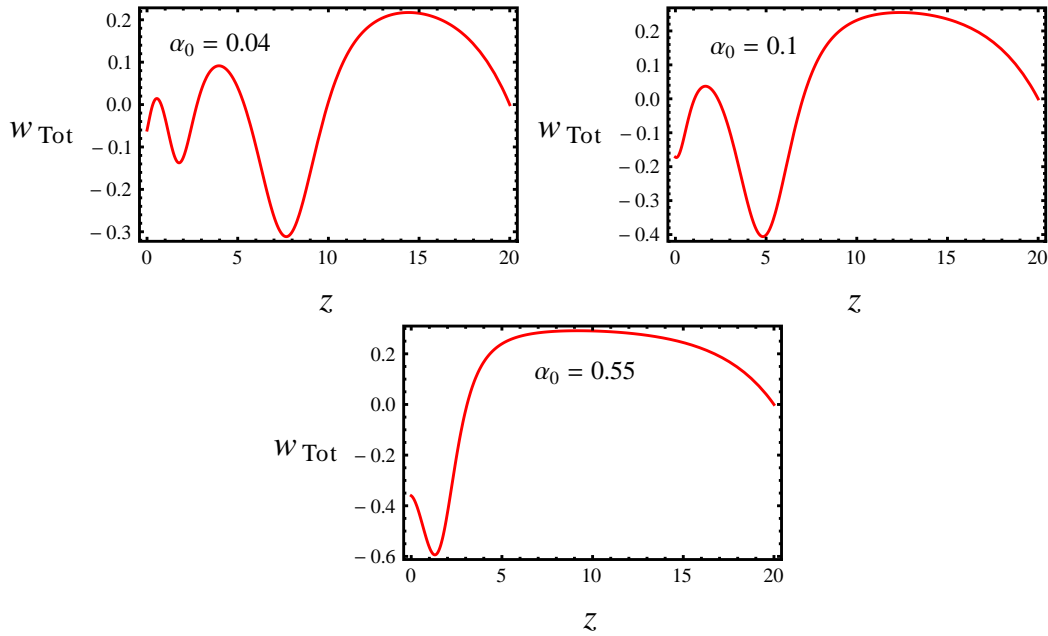 α₀ = 0.04
0.2
0.1
0.0
− 0.1
− 0.2
− 0.3
w Tot
0 5 10 15 20
z
α₀ = 0.1
0.2
0.1
0.0
− 0.1
− 0.2
− 0.3
− 0.4
w Tot
0 5 10 15 20
z
α₀ = 0.55
0.2
0.0
− 0.2
− 0.4
− 0.6
w Tot
0 5 10 15 20
z